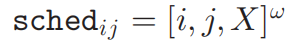 sched_{ij} = [i, j, X]^ω